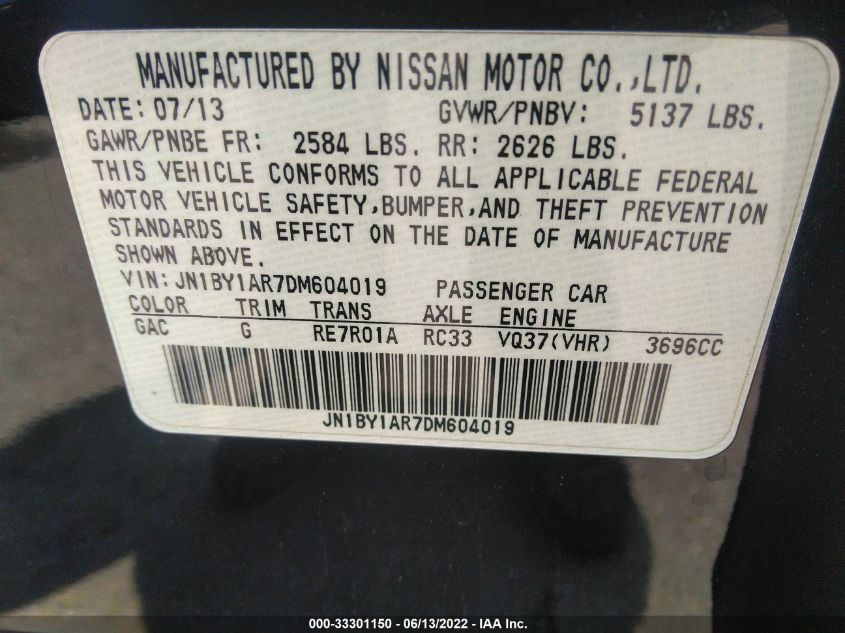 MANUFACTURED BY NISSAN MOTOR CO.,LTD.
DATE: 07/13 GVWR/PNBV: 5137 LBS.
GAWR/PNBE FR: 2584 LBS. RR: 2626 LBS.
THIS VEHICLE CONFORMS TO ALL APPLICABLE FEDERAL
MOTOR VEHICLE SAFETY,BUMPER,AND THEFT PREVENTION
STANDARDS IN EFFECT ON THE DATE OF MANUFACTURE
SHOWN ABOVE.
VIN: JN1BY1AR7DM604019 PASSENGER CAR
COLOR TRIM TRANS AXLE ENGINE
GAC G RE7R01A RC33 VQ37(VHR) 3696CC
JN1BY1AR7DM604019
000-33301150 - 06/13/2022 - IAA Inc.